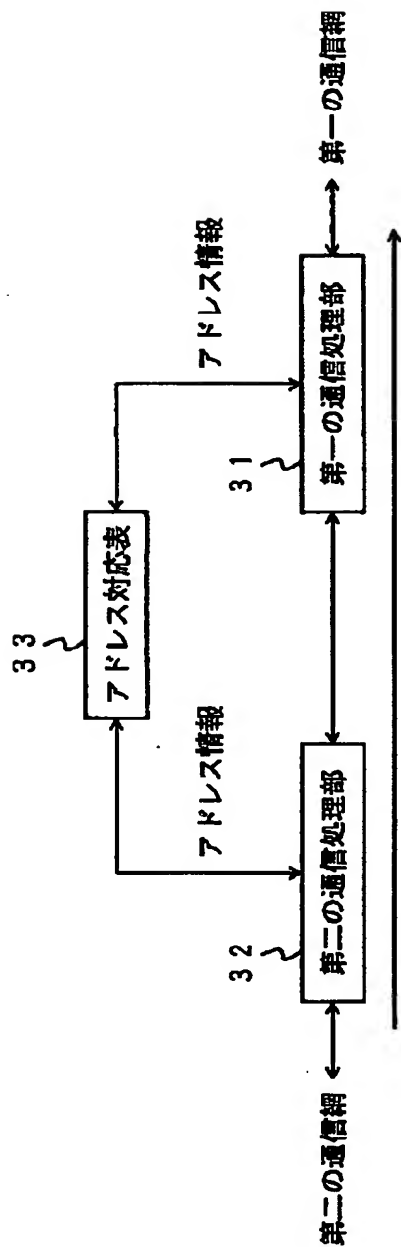 33
アドレス対応表
アドレス情報
アドレス情報
32
31
第二の通信網
第二の通信処理部
第一の通信処理部
第一の通信網